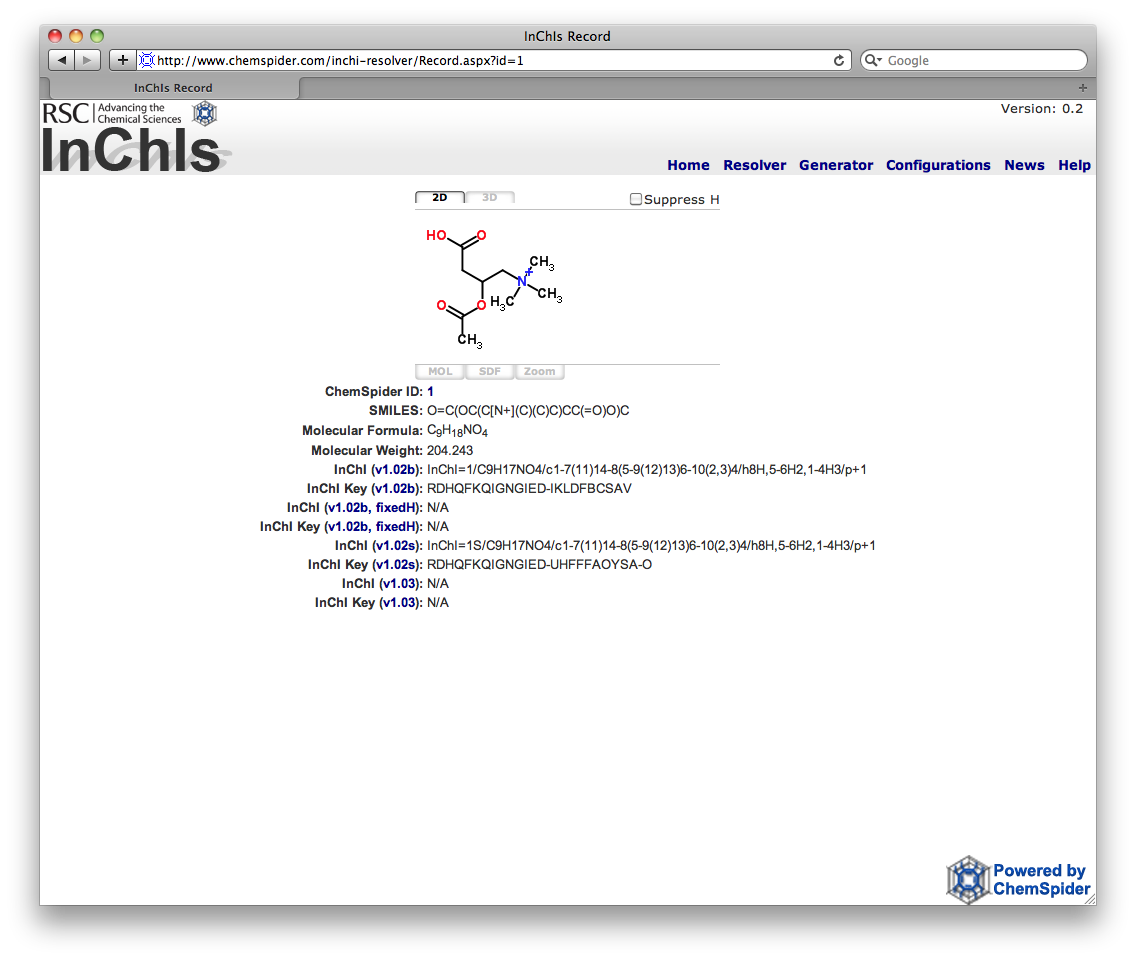 InChIs Record
http://www.chemspider.com/inchi-resolver/Record.aspx?id=1
Google
InChIs Record
RSC Advancing the Chemical Sciences
Version: 0.2
InChIs
Home Resolver Generator Configurations News Help
2D 3D Suppress H
HO O
CH3
N+
H3C CH3
O O
CH3
MOL SDF Zoom
ChemSpider ID: 1
SMILES: O=C(OC(C[N+](C)(C)C)CC(=O)O)C
Molecular Formula: C9H18NO4
Molecular Weight: 204.243
InChI (v1.02b): InChI=1/C9H17NO4/c1-7(11)14-8(5-9(12)13)6-10(2,3)4/h8H,5-6H2,1-4H3/p+1
InChI Key (v1.02b): RDHQFKQIGNGIED-IKLDFBCSAV
InChI (v1.02b, fixedH): N/A
InChI Key (v1.02b, fixedH): N/A
InChI (v1.02s): InChI=1S/C9H17NO4/c1-7(11)14-8(5-9(12)13)6-10(2,3)4/h8H,5-6H2,1-4H3/p+1
InChI Key (v1.02s): RDHQFKQIGNGIED-UHFFFAOYSA-O
InChI (v1.03): N/A
InChI Key (v1.03): N/A
Powered by
ChemSpider